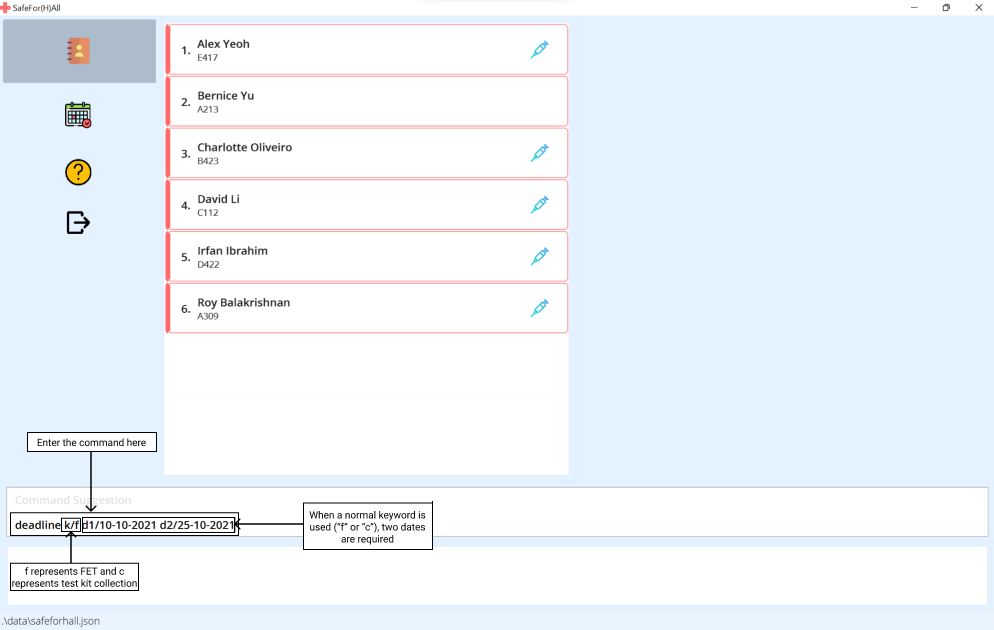 SafeFor(H)All
1. Alex Yeoh
E417
2. Bernice Yu
A213
3. Charlotte Oliveiro
B423
4. David Li
C112
5. Irfan Ibrahim
D422
6. Roy Balakrishnan
A309
Enter the command here
Command Suggestion
deadline k/f d1/10-10-2021 d2/25-10-2021
When a normal keyword is
used ("f" or "c"), two dates
are required
f represents FET and c
represents test kit collection
.\data\safeforhall.json